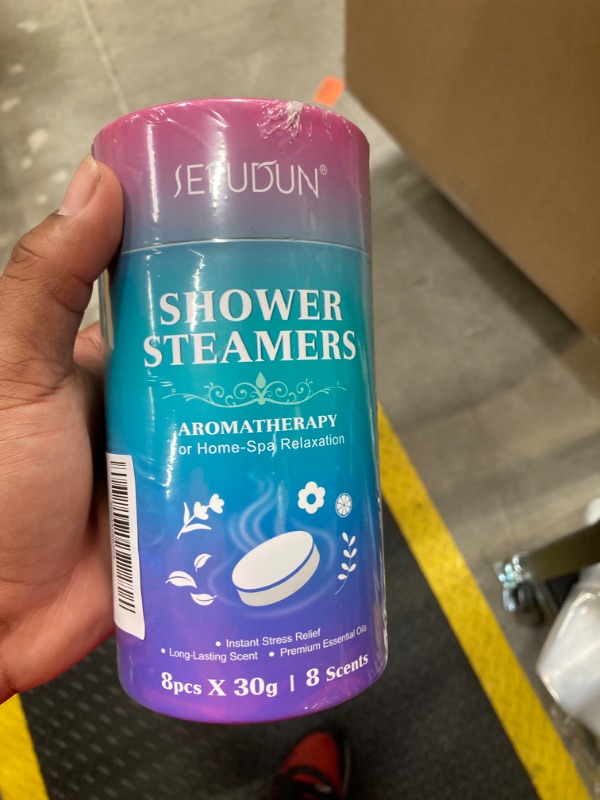 SHOWER
STEAMERS
AROMATHERAPY
or Home-Spa Relaxation
• Instant Stress Relief
• Long-Lasting Scent • Premium Essential Oils
8pcs X 30g | 8 Scents